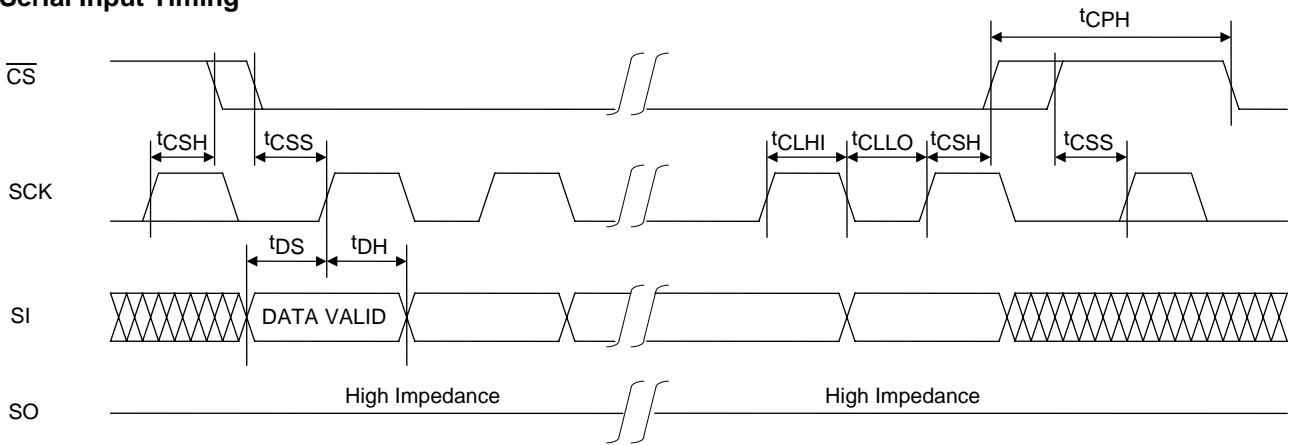 Serial Input Timing
tCPH
CS
tCSH
tCSS
tCLHI
tCLLO
tCSH
tCSS
SCK
tDS
tDH
SI
DATA VALID
SO
High Impedance
High Impedance